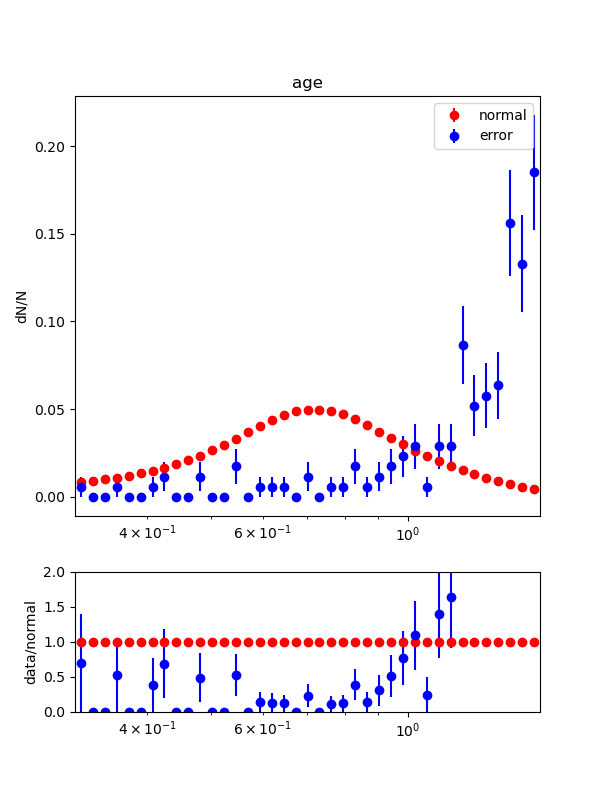 age
normal
error
dN/N
0.20
0.15
0.10
0.05
0.00
4 × 10⁻¹
6 × 10⁻¹
10⁰
data/normal
2.0
1.5
1.0
0.5
0.0
4 × 10⁻¹
6 × 10⁻¹
10⁰